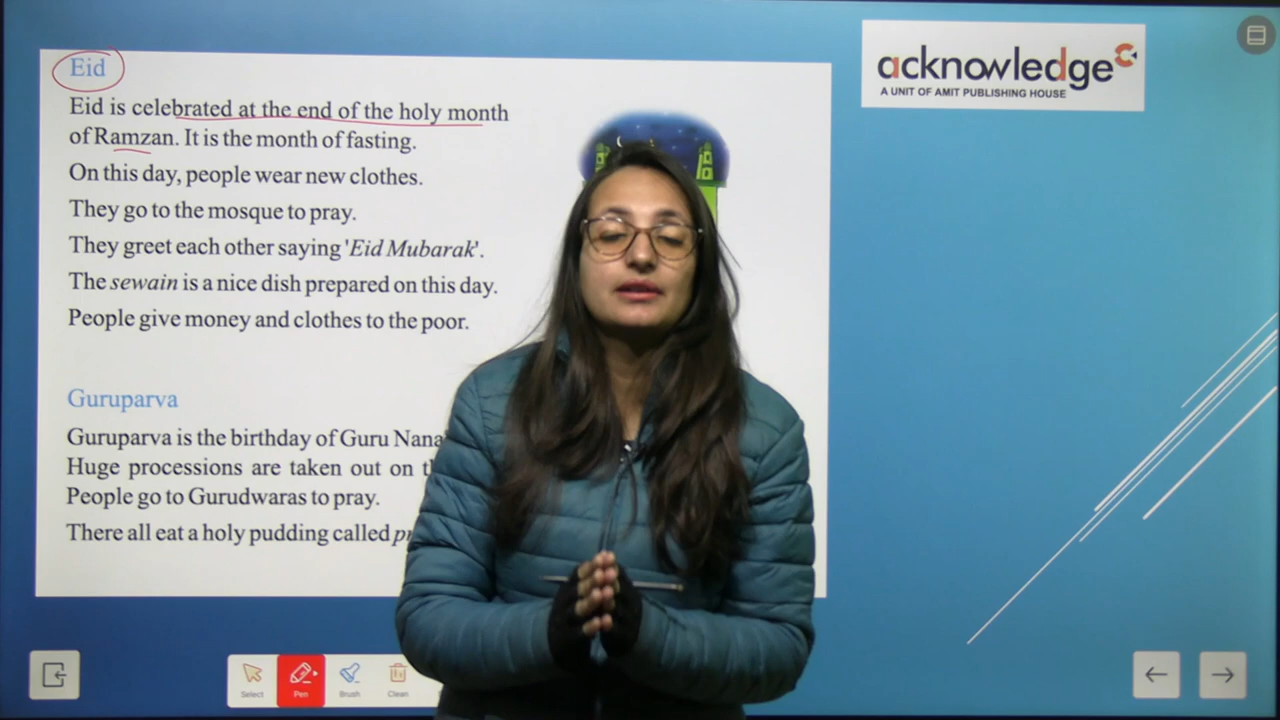 Eid
Eid is celebrated at the end of the holy month
of Ramzan. It is the month of fasting.
On this day, people wear new clothes.
They go to the mosque to pray.
They greet each other saying 'Eid Mubarak'.
The sewain is a nice dish prepared on this day.
People give money and clothes to the poor.
Guruparva
Guruparva is the birthday of Guru
Huge processions are taken out on
People go to Gurudwaras to pray.
There all eat a holy pudding called
acknowledge
A UNIT OF AMIT PUBLISHING HOUSE
Select
Pen
Brush
Clean